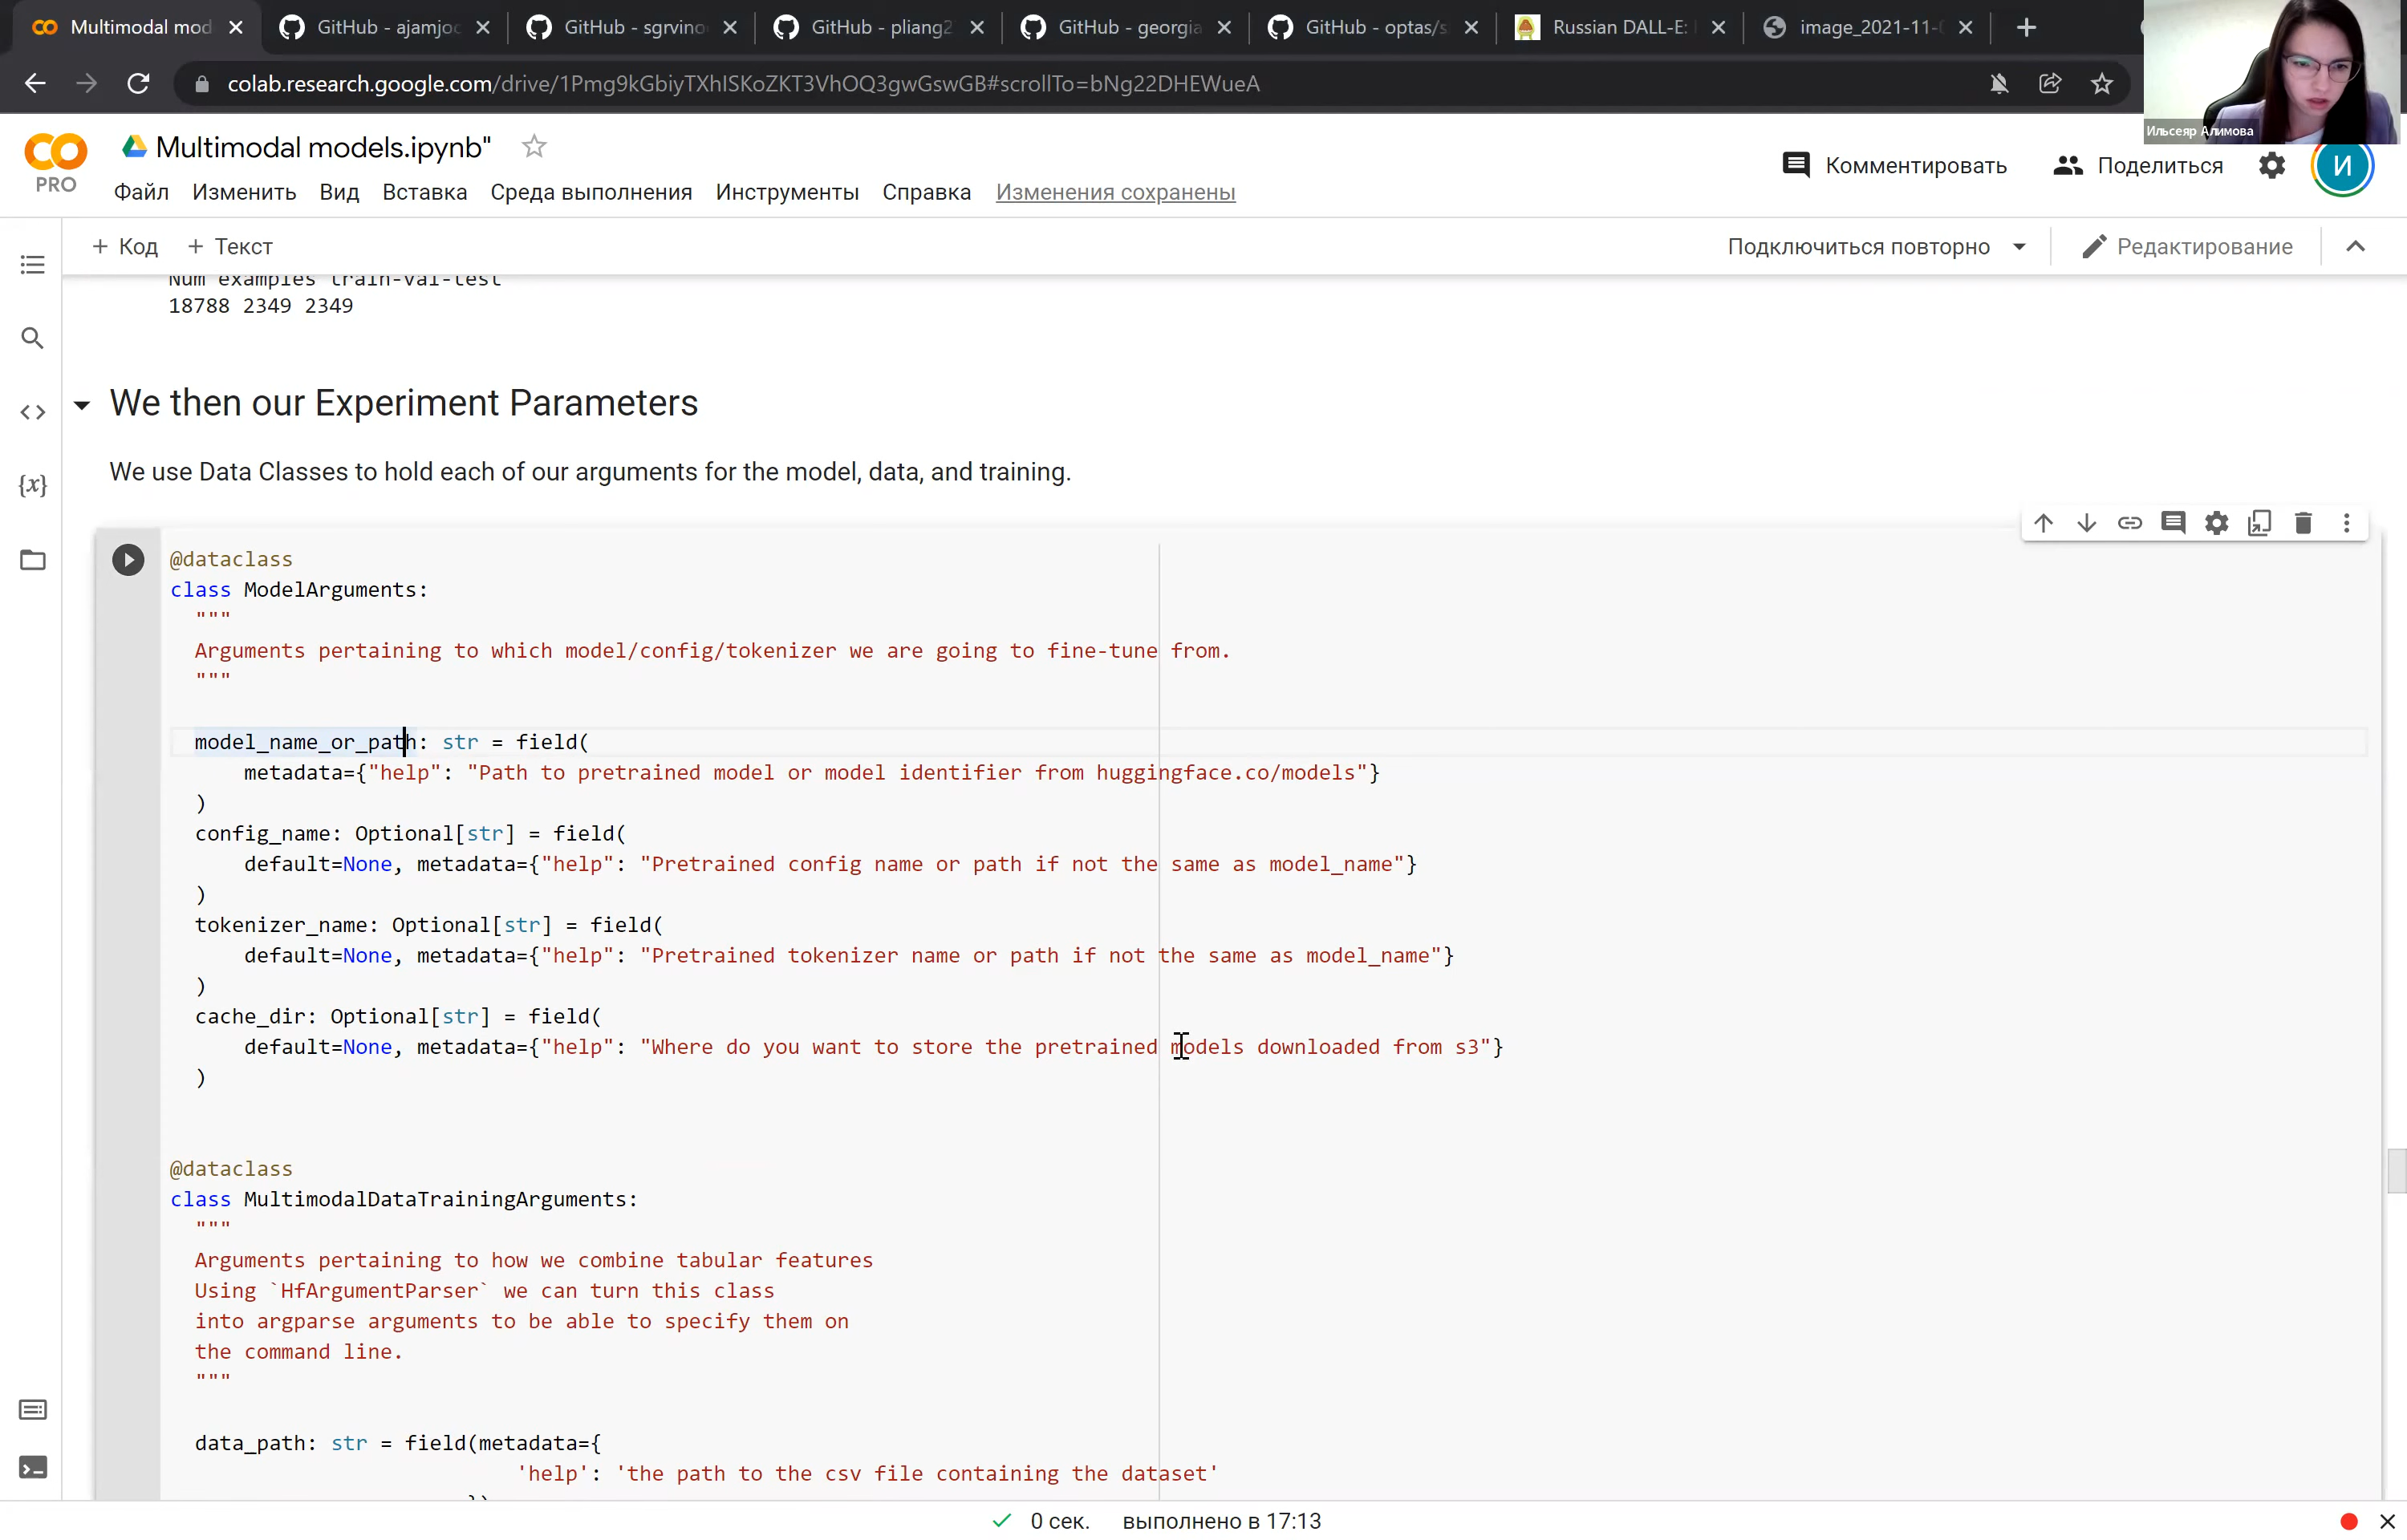 Multimodal mod
GitHub - ajamjoc
GitHub - sgrvino
GitHub - pliang2
GitHub - georgia
GitHub - optas/s
Russian DALL-E:
image_2021-11-
colab.research.google.com/drive/1Pmg9kGbiyTXhISKoZKT3VhOQ3gwGswGB#scrollTo=bNg22DHEWueA
Ильсеяр Алимова
PRO
Multimodal models.ipynb"
Комментировать
Поделиться
И
Файл Изменить Вид Вставка Среда выполнения Инструменты Справка Изменения сохранены
+ Код + Текст
Подключиться повторно
Редактирование
Num examples train-val-test
18788 2349 2349
We then our Experiment Parameters
We use Data Classes to hold each of our arguments for the model, data, and training.
@dataclass
class ModelArguments:
"""
Arguments pertaining to which model/config/tokenizer we are going to fine-tune from.
"""
model_name_or_path: str = field(
metadata={"help": "Path to pretrained model or model identifier from huggingface.co/models"}
)
config_name: Optional[str] = field(
default=None, metadata={"help": "Pretrained config name or path if not the same as model_name"}
)
tokenizer_name: Optional[str] = field(
default=None, metadata={"help": "Pretrained tokenizer name or path if not the same as model_name"}
)
cache_dir: Optional[str] = field(
default=None, metadata={"help": "Where do you want to store the pretrained models downloaded from s3"}
)
@dataclass
class MultimodalDataTrainingArguments:
"""
Arguments pertaining to how we combine tabular features
Using `HfArgumentParser` we can turn this class
into argparse arguments to be able to specify them on
the command line.
"""
data_path: str = field(metadata={
'help': 'the path to the csv file containing the dataset'
})
0 сек. выполнено в 17:13